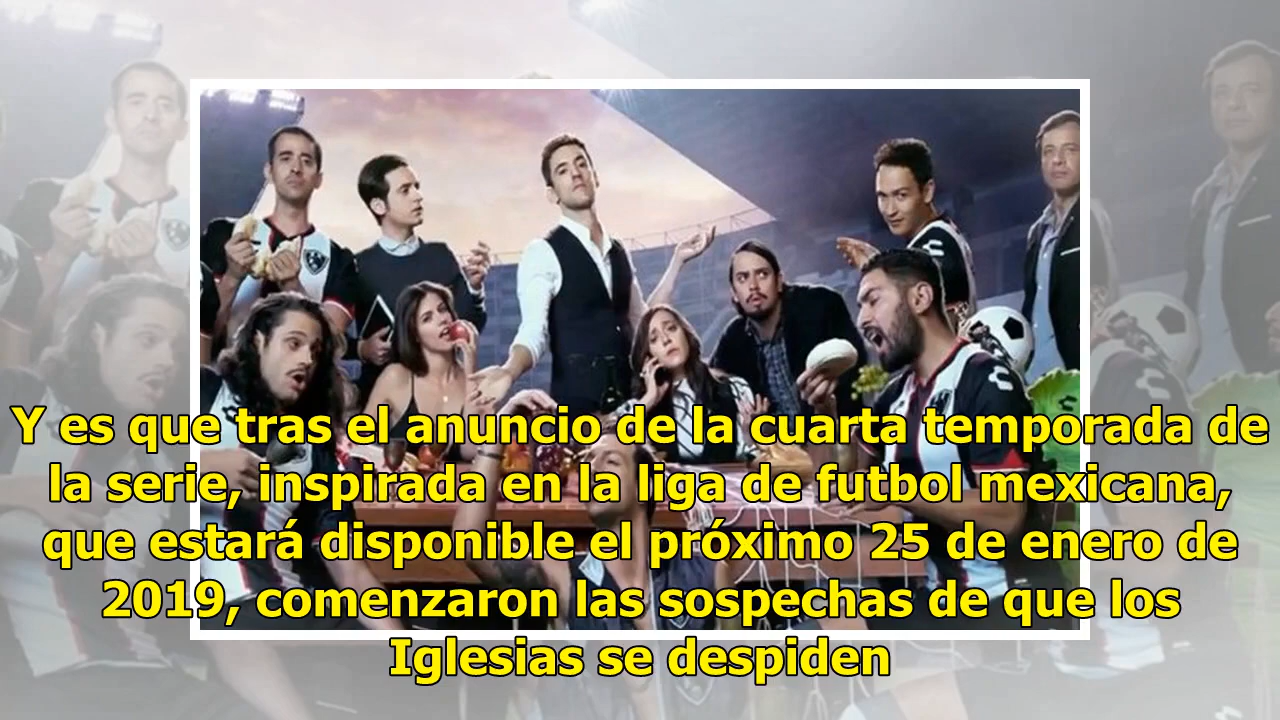 Y es que tras el anuncio de la cuarta temporada de
la serie, inspirada en la liga de futbol mexicana,
que estará disponible el próximo 25 de enero de
2019, comenzaron las sospechas de que los
Iglesias se despiden